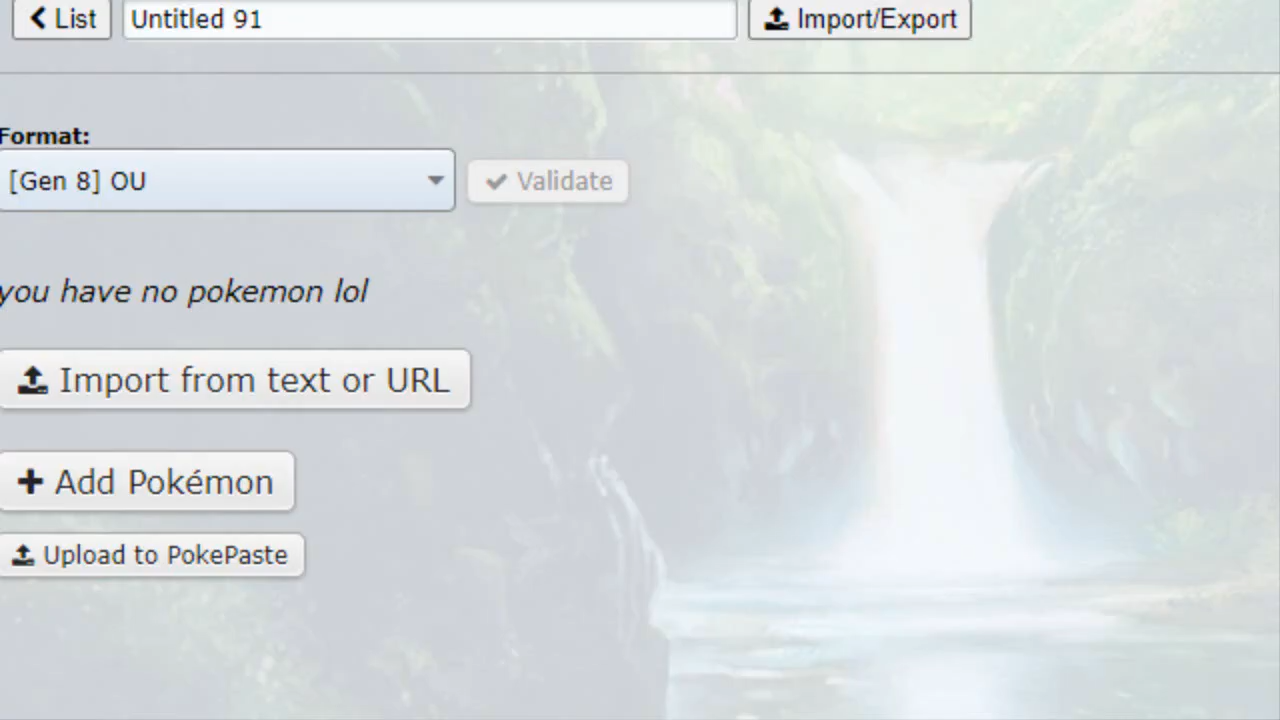 List
Untitled 91
Import/Export
Format:
[Gen 8] OU
Validate
you have no pokemon lol
Import from text or URL
Add Pokémon
Upload to PokePaste